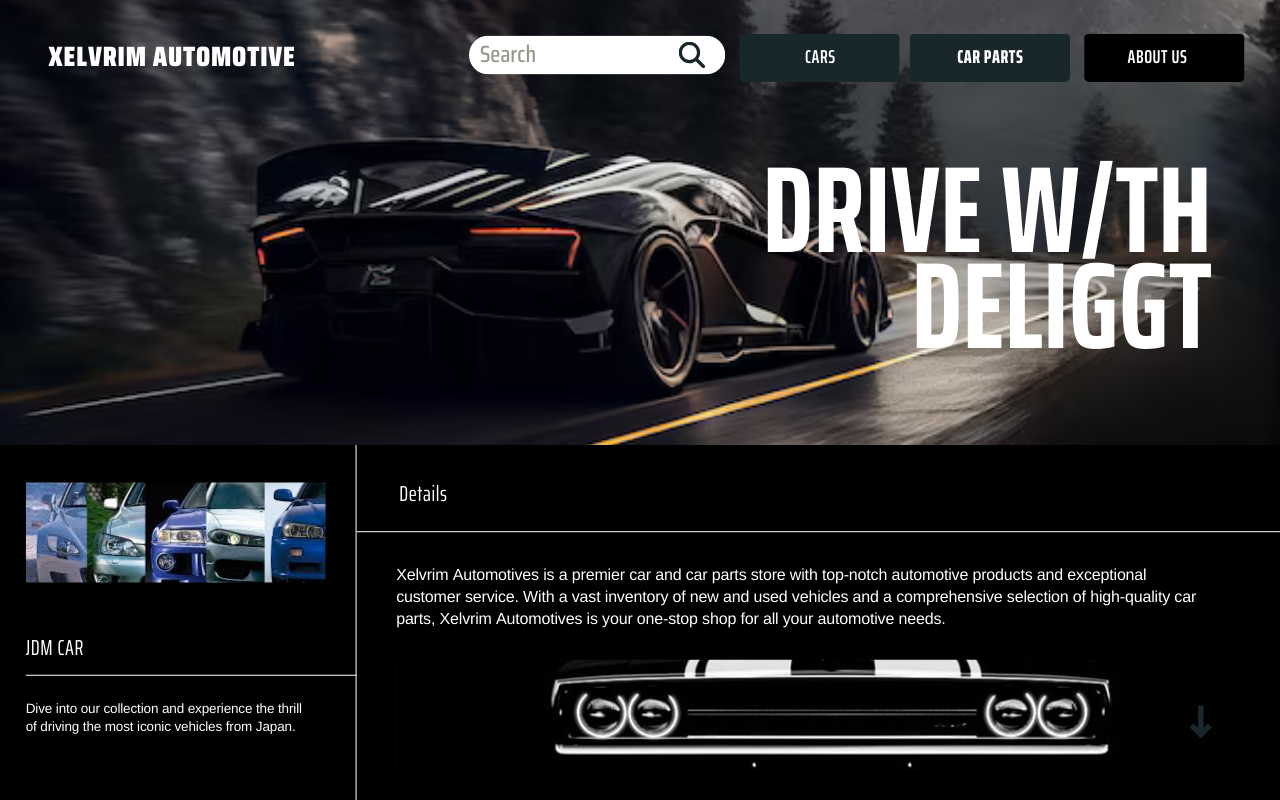 XELVRIM AUTOMOTIVE
Search
CARS
CAR PARTS
ABOUT US
DRIVE W/TH
DELIGGT
Details
Xelvrim Automotives is a premier car and car parts store with top-notch automotive products and exceptional
customer service. With a vast inventory of new and used vehicles and a comprehensive selection of high-quality car
parts, Xelvrim Automotives is your one-stop shop for all your automotive needs.
JDM CAR
Dive into our collection and experience the thrill
of driving the most iconic vehicles from Japan.